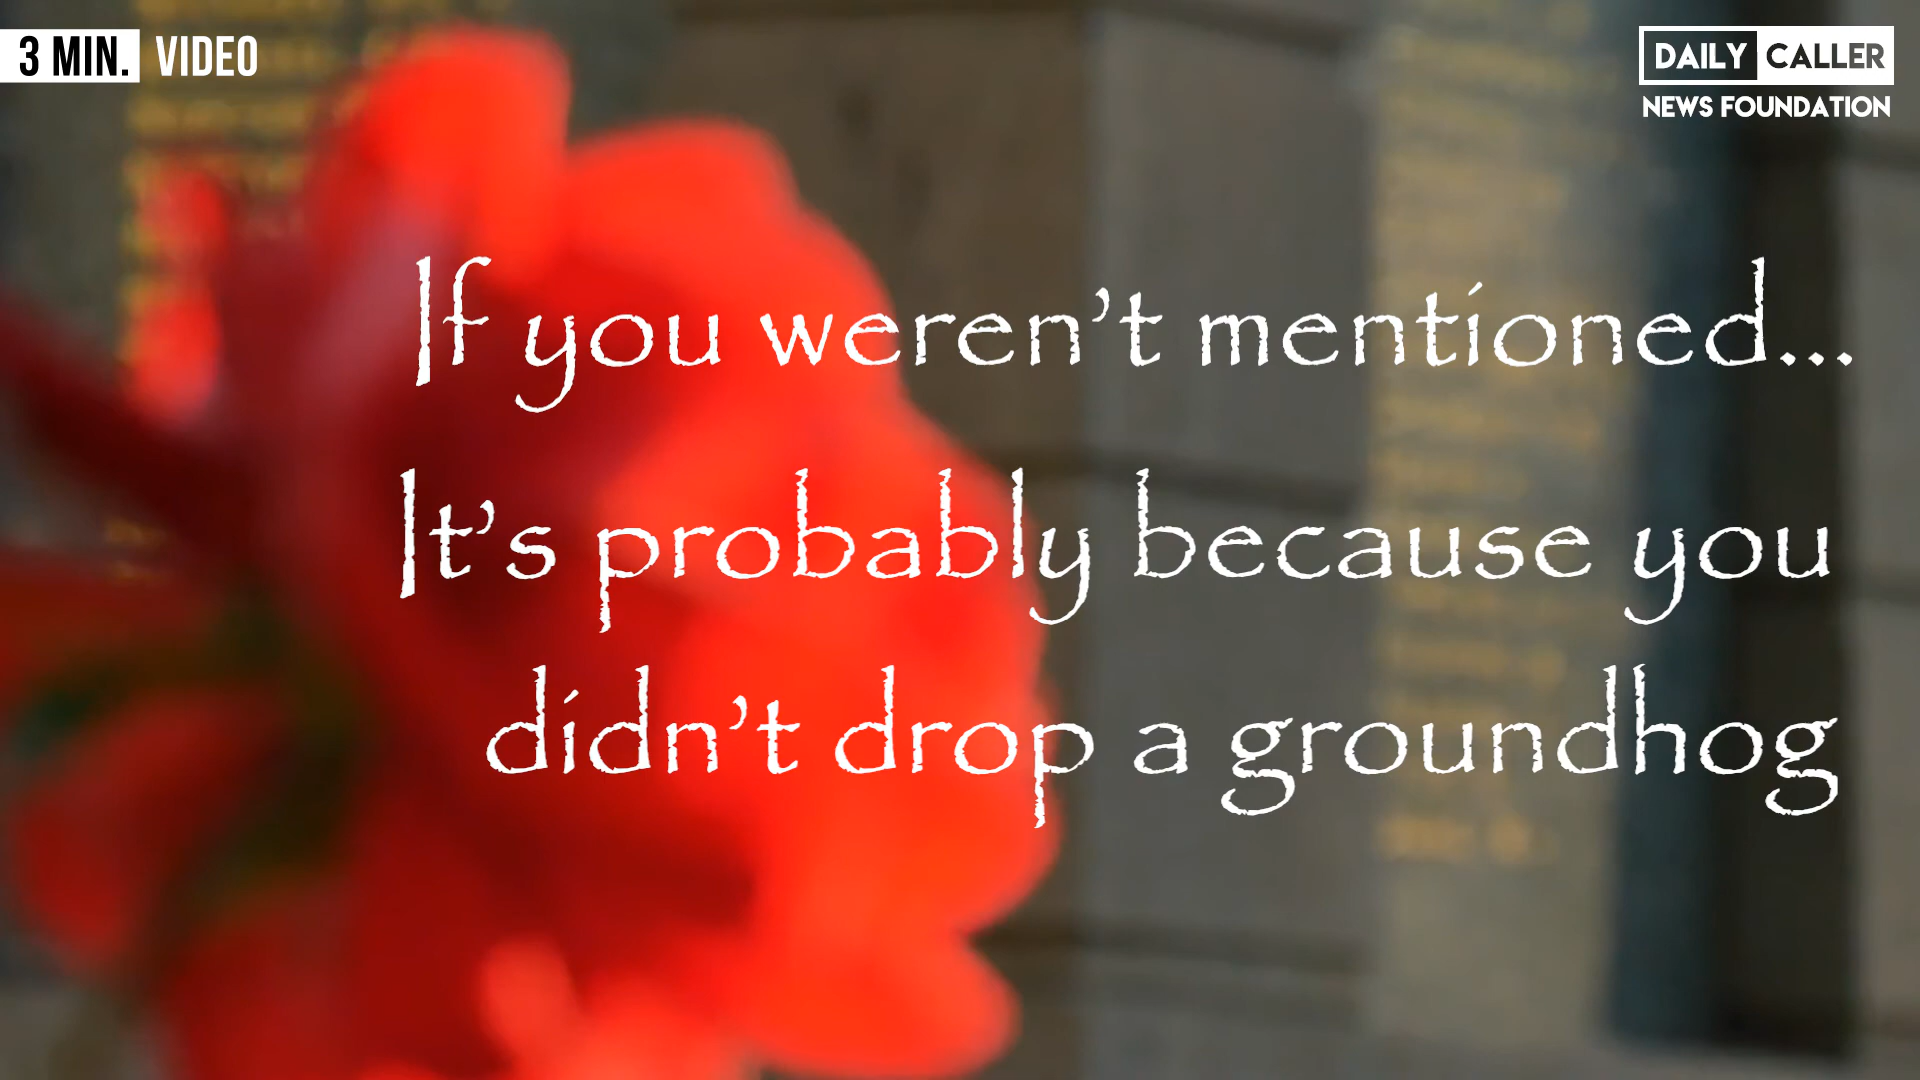 3 MIN. VIDEO
DAILY CALLER
NEWS FOUNDATION
If you weren’t mentioned...
It’s probably because you
didn’t drop a groundhog